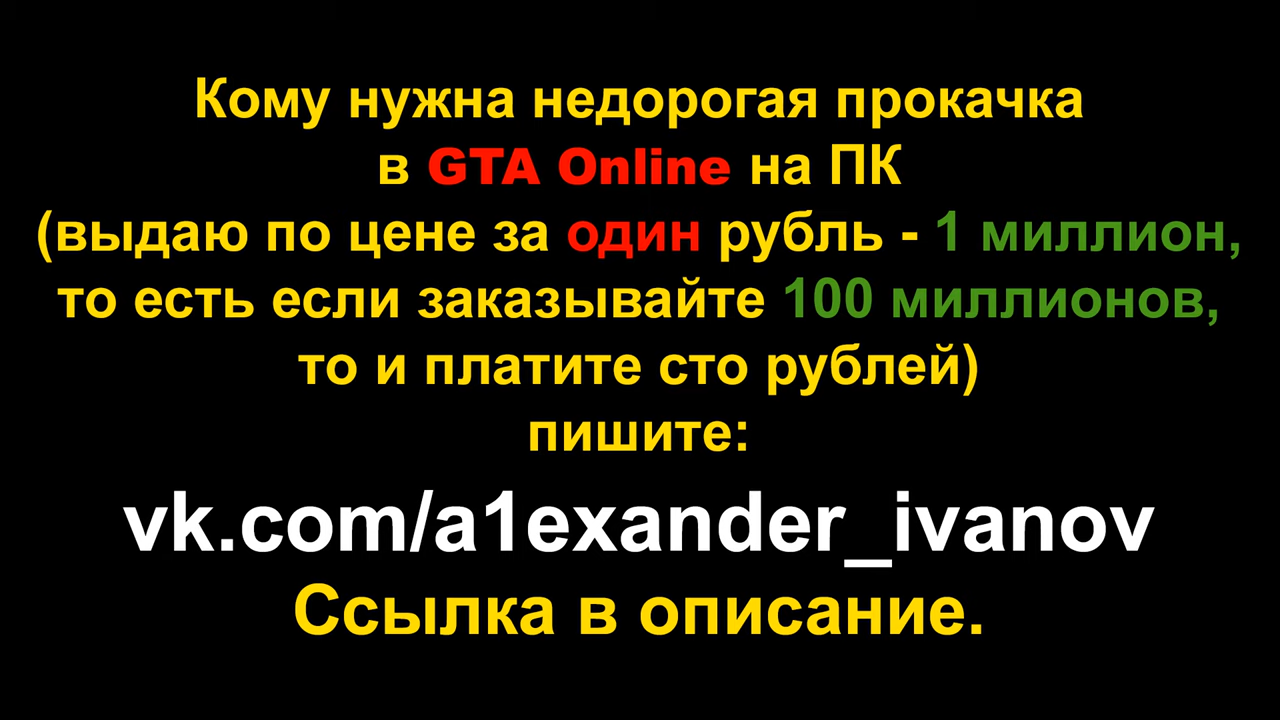 Кому нужна недорогая прокачка
в GTA Online на ПК
(выдаю по цене за один рубль - 1 миллион,
то есть если заказывайте 100 миллионов,
то и платите сто рублей)
пишите:
vk.com/a1exander_ivanov
Ссылка в описание.